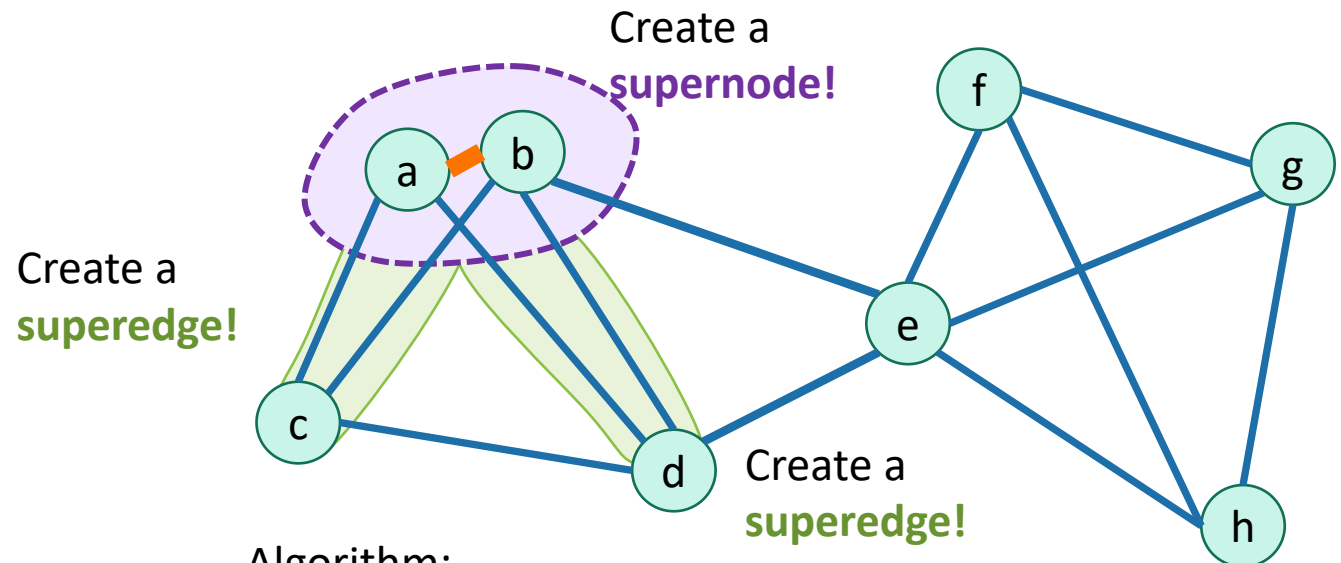 Create a
supernode!
f
b
a
g
Create a
superedge!
e
c
d
Create a
superedge!
h
Algorithm: